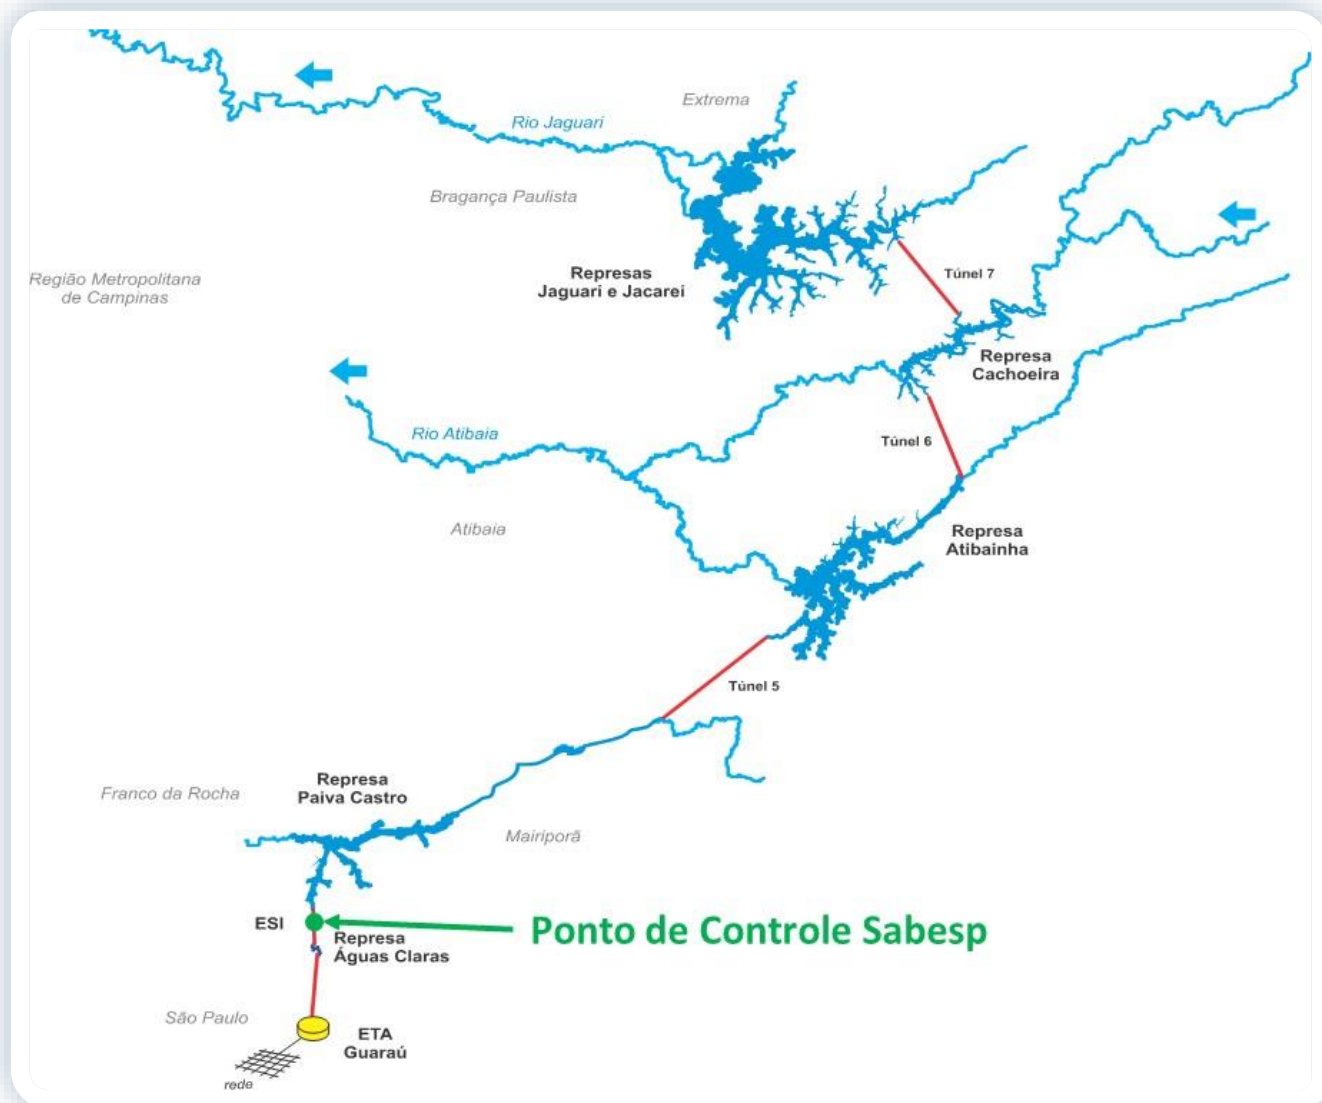 Extrema
Rio Jaguari
Bragança Paulista
Região Metropolitana
de Campinas
Represas
Jaguari e Jacarei
Túnel 7
Represa
Cachoeira
Rio Atibaia
Túnel 6
Atibaia
Represa
Atibainha
Túnel 5
Represa
Paiva Castro
Franco da Rocha
Mairiporã
ESI
Ponto de Controle Sabesp
Represa
Águas Claras
São Paulo
ETA
Guaraú
rede